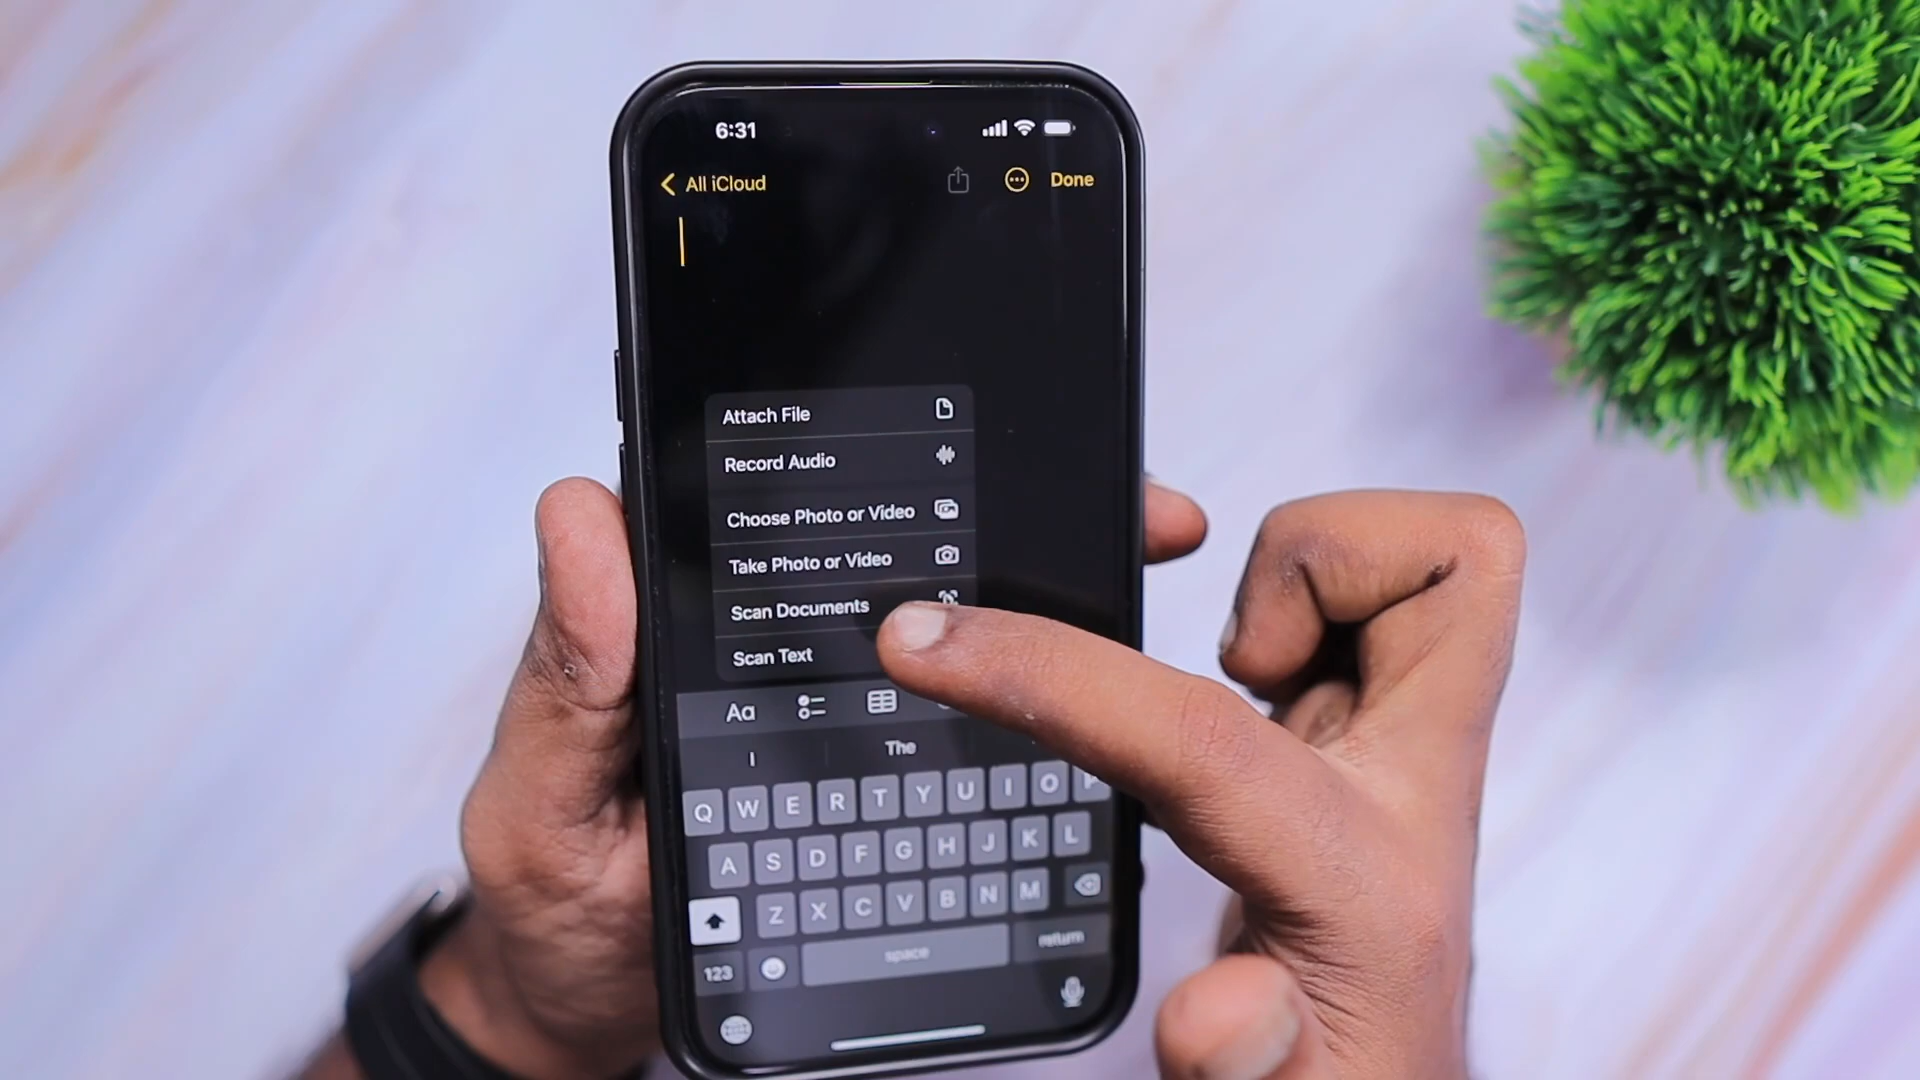 6:31
All iCloud
Done
Attach File
Record Audio
Choose Photo or Video
Take Photo or Video
Scan Documents
Scan Text
Aa
I The
Q W E R T Y U I O P
A S D F G H J K L
Z X C V B N M
123 space return